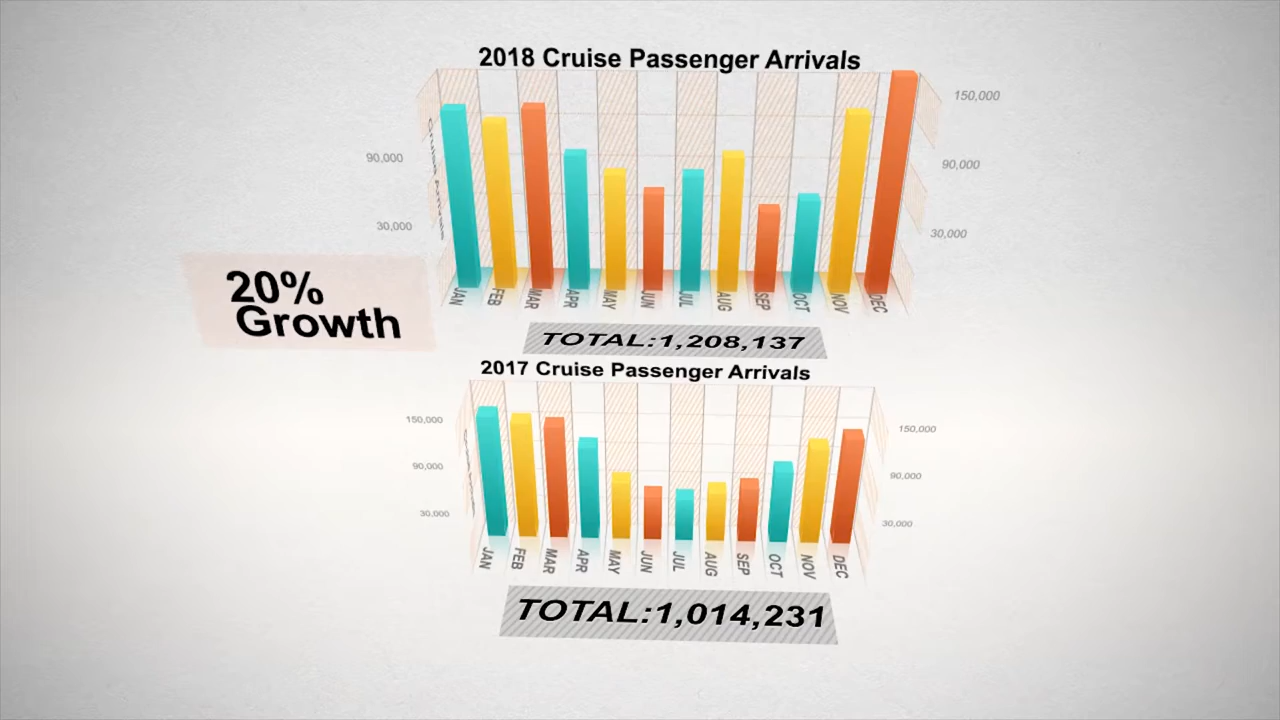 2018 Cruise Passenger Arrivals
150,000
90,000
90,000
30,000
30,000
JAN FEB MAR APR MAY JUN JUL AUG SEP OCT NOV DEC
20%
Growth
TOTAL:1,208,137
2017 Cruise Passenger Arrivals
150,000
150,000
90,000
90,000
30,000
30,000
JAN FEB MAR APR MAY JUN JUL AUG SEP OCT NOV DEC
TOTAL:1,014,231